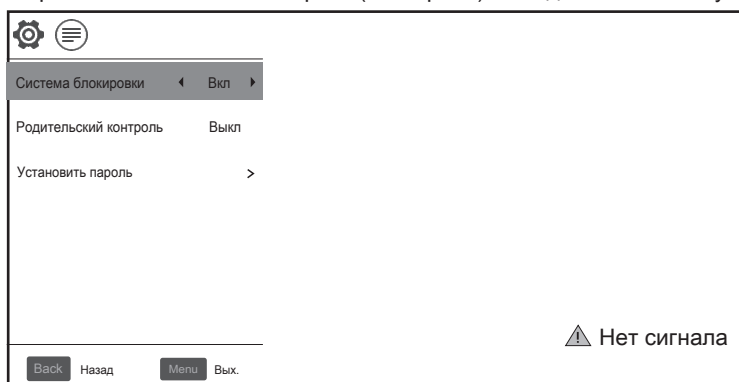 Система блокировки Вкл
Родительский контроль Выкл
Установить пароль >
Нет сигнала
Back Назад Menu Вых.